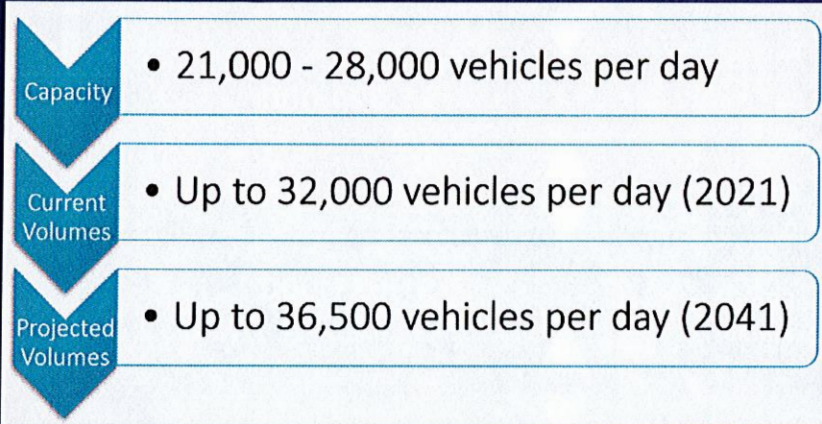 Capacity
• 21,000 - 28,000 vehicles per day
Current
Volumes
• Up to 32,000 vehicles per day (2021)
Projected
Volumes
• Up to 36,500 vehicles per day (2041)